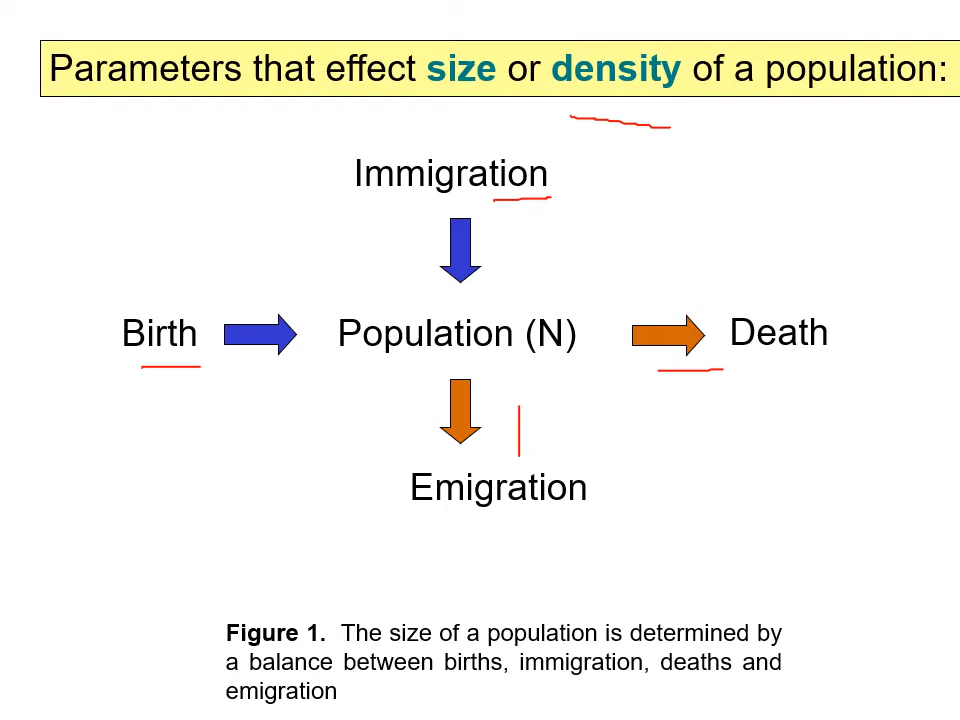 Parameters that effect size or density of a population:
Immigration
Birth
Population (N)
Death
Emigration
Figure 1. The size of a population is determined by
a balance between births, immigration, deaths and
emigration